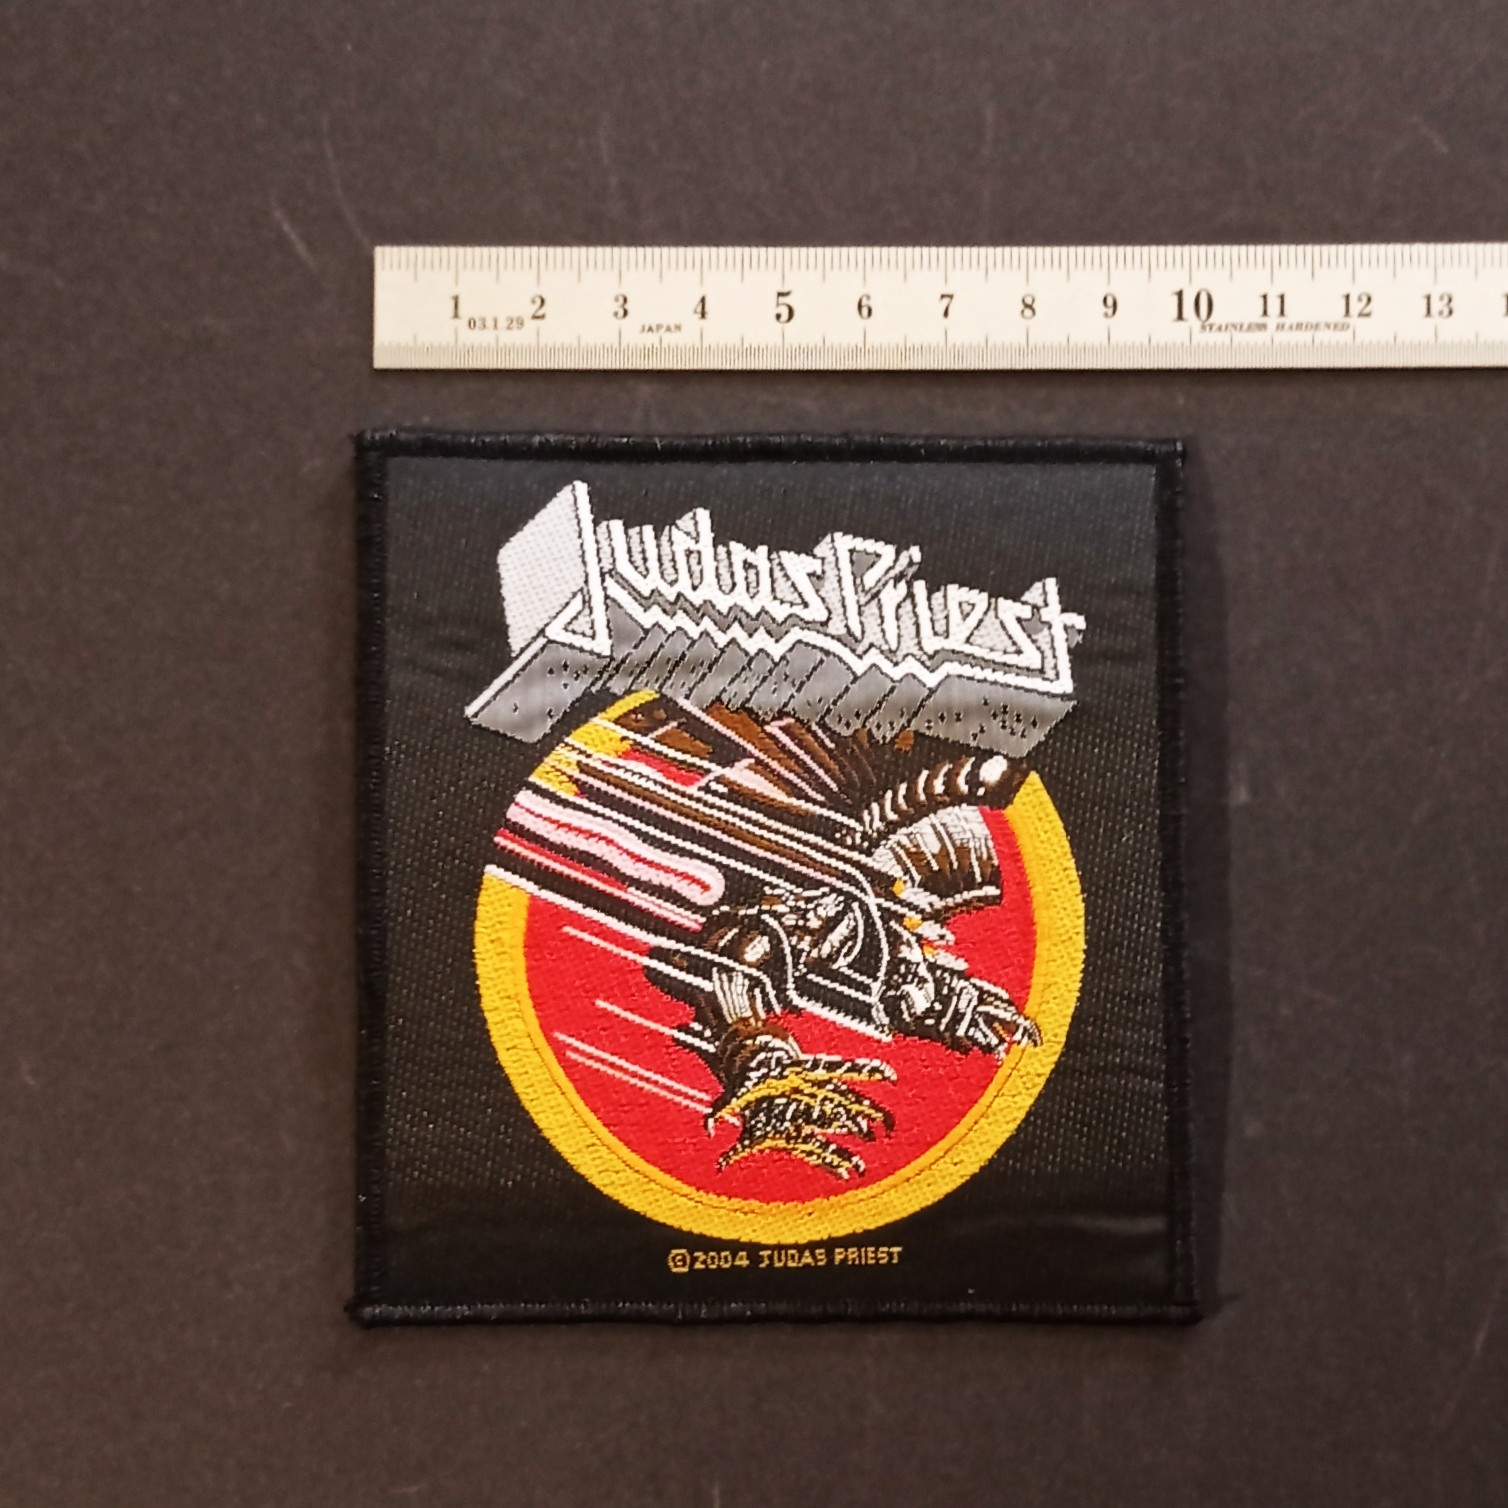 1 2 3 4 5 6 7 8 9 10 11 12 13
03.1.29 JAPAN STAINLESS HARDENED
Judas Priest
©2004 JUDAS PRIEST